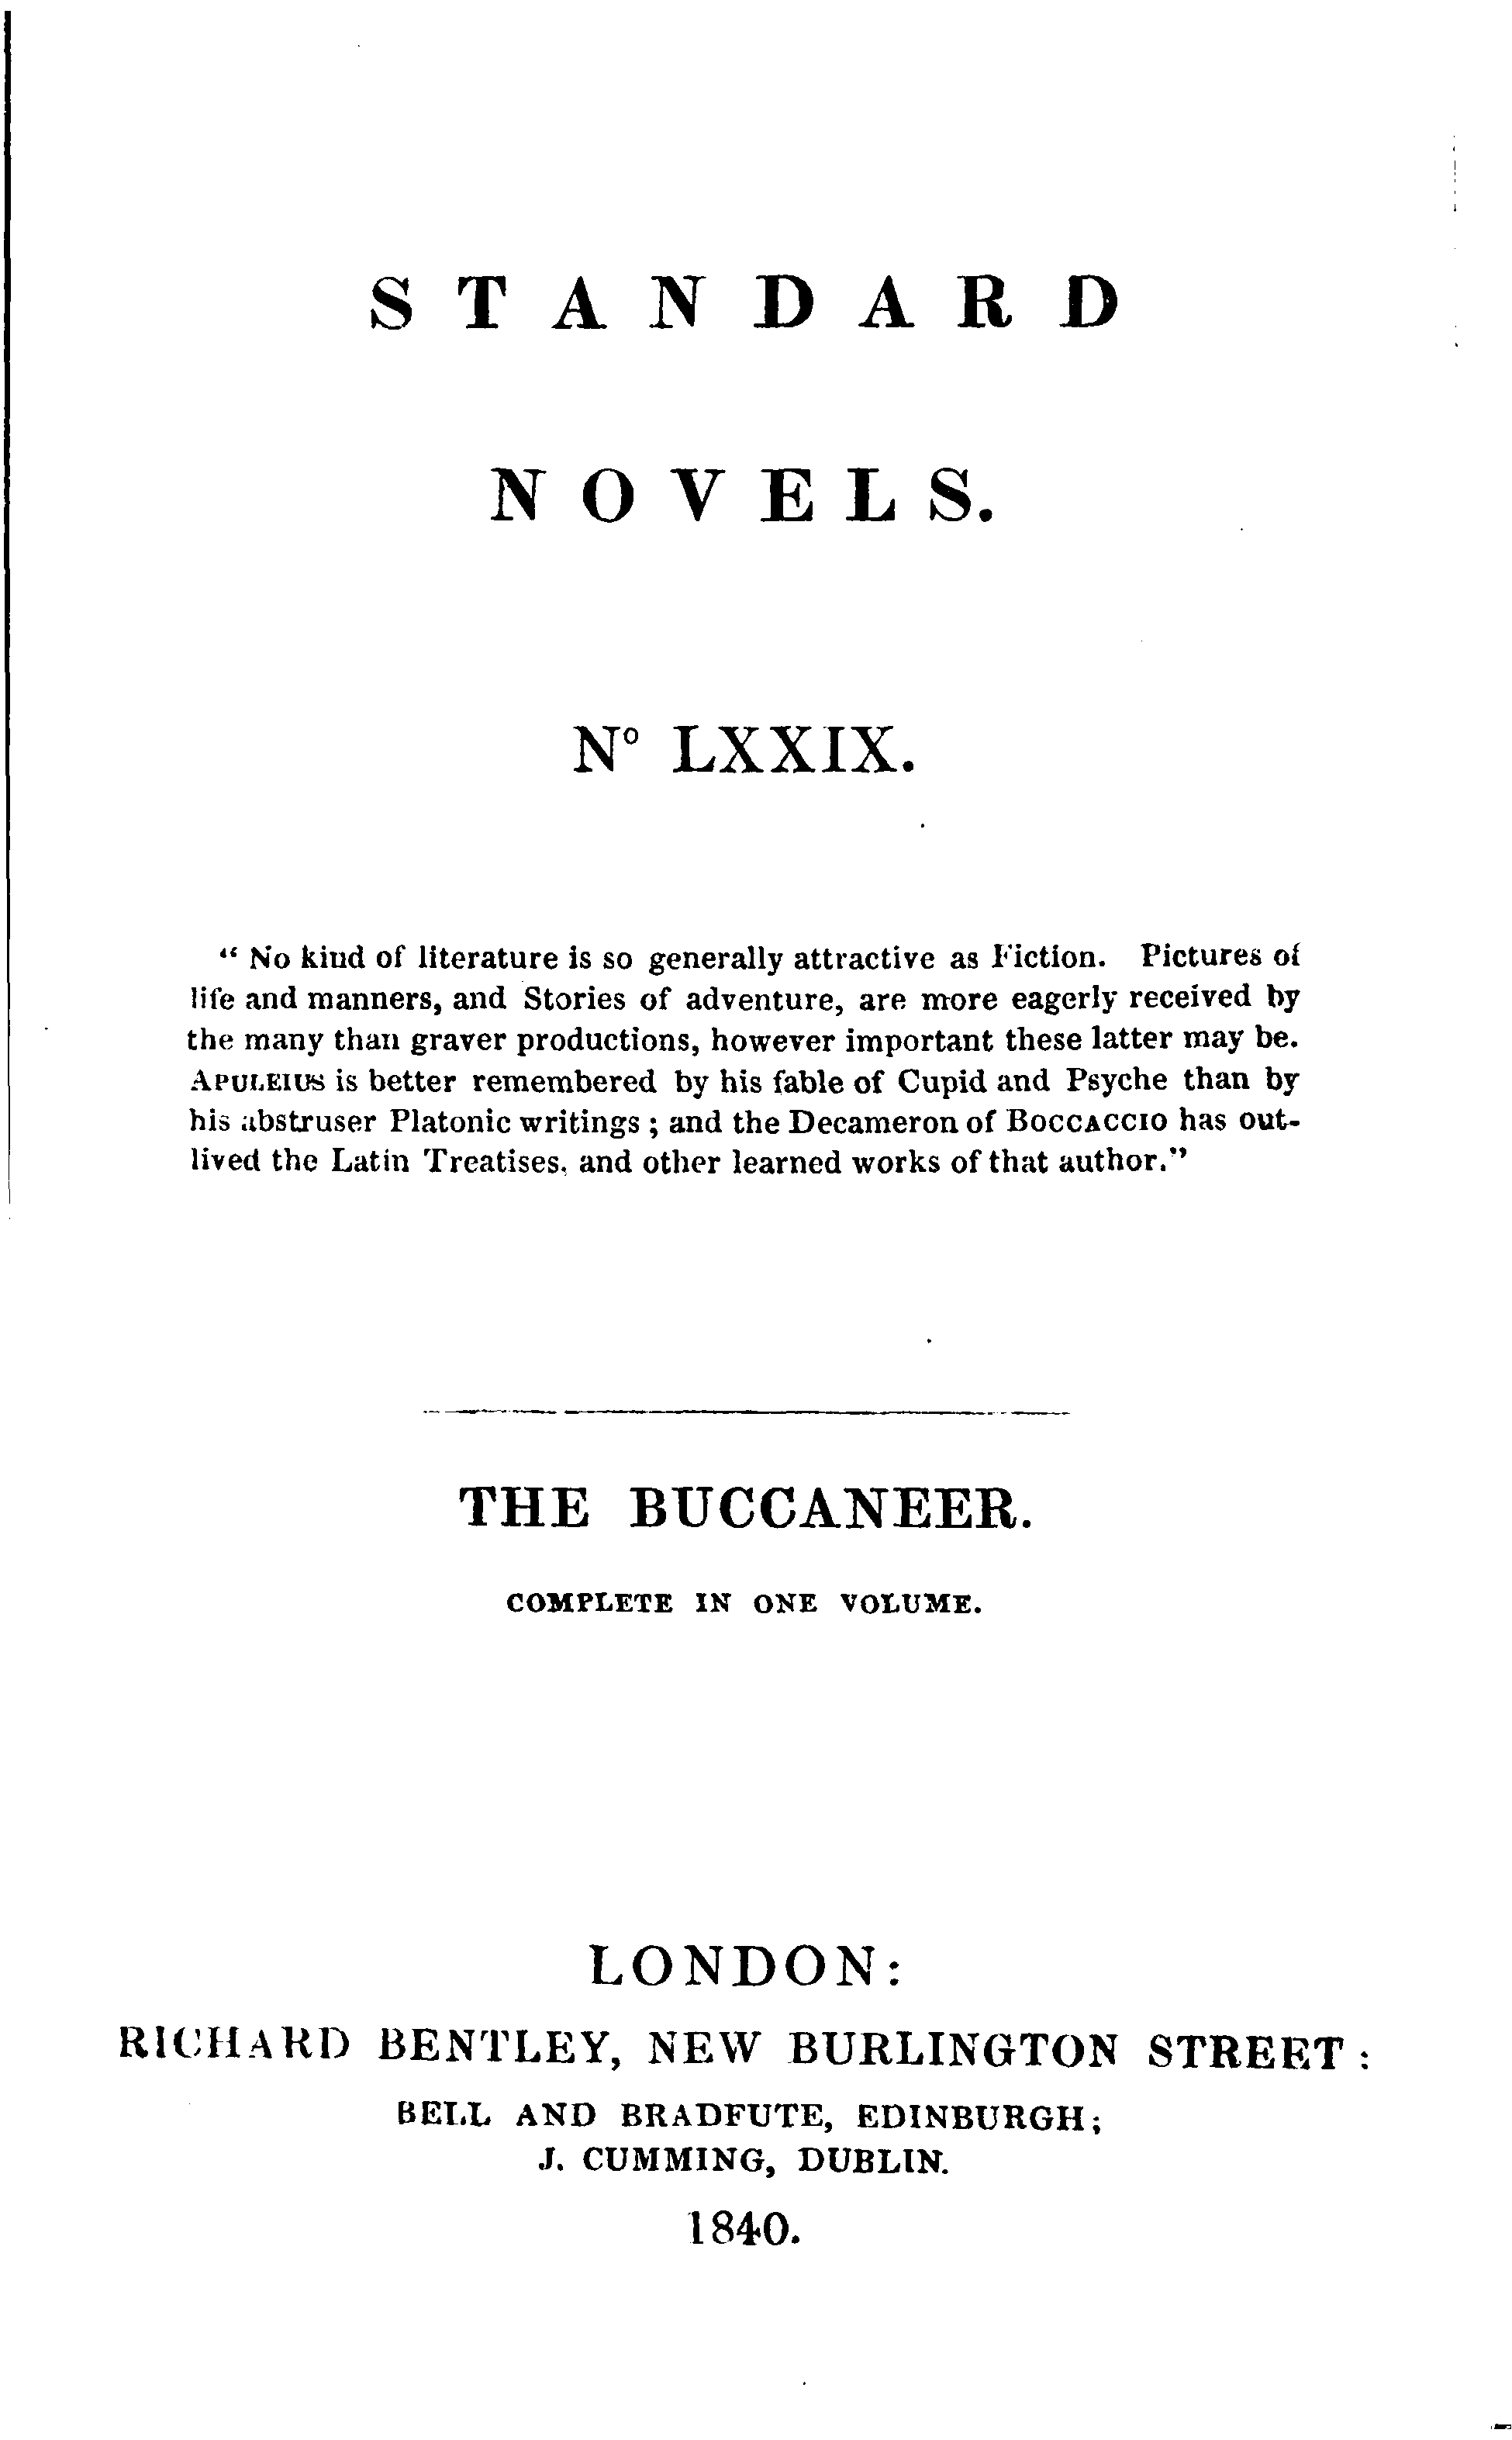 STANDARD
NOVELS.
Nº LXXIX.
“ No kind of literature is so generally attractive as Fiction. Pictures of
life and manners, and Stories of adventure, are more eagerly received by
the many than graver productions, however important these latter may be.
APULEIUS is better remembered by his fable of Cupid and Psyche than by
his abstruser Platonic writings ; and the Decameron of BOCCACCIO has out-
lived the Latin Treatises, and other learned works of that author.”
THE BUCCANEER.
COMPLETE IN ONE VOLUME.
LONDON:
RICHARD BENTLEY, NEW BURLINGTON STREET :
BELL AND BRADFUTE, EDINBURGH;
J. CUMMING, DUBLIN.
1840.